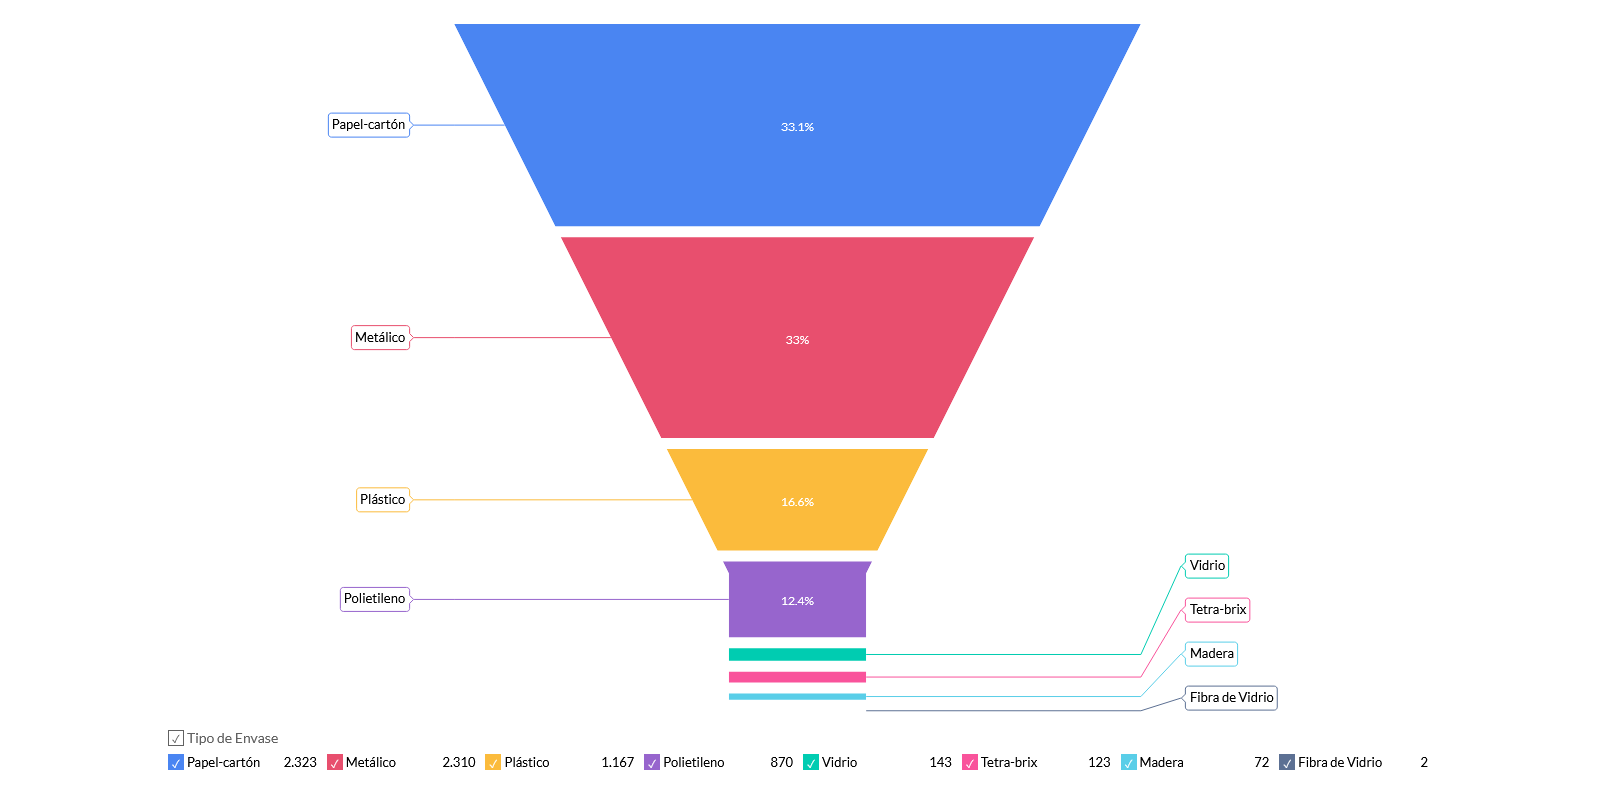 33.1%
Papel-cartón
33%
Metálico
16.6%
Plástico
12.4%
Polietileno
Vidrio
Tetra-brix
Madera
Fibra de Vidrio
Tipo de Envase
Papel-cartón 2.323 Metálico 2.310 Plástico 1.167 Polietileno 870 Vidrio 143 Tetra-brix 123 Madera 72 Fibra de Vidrio 2